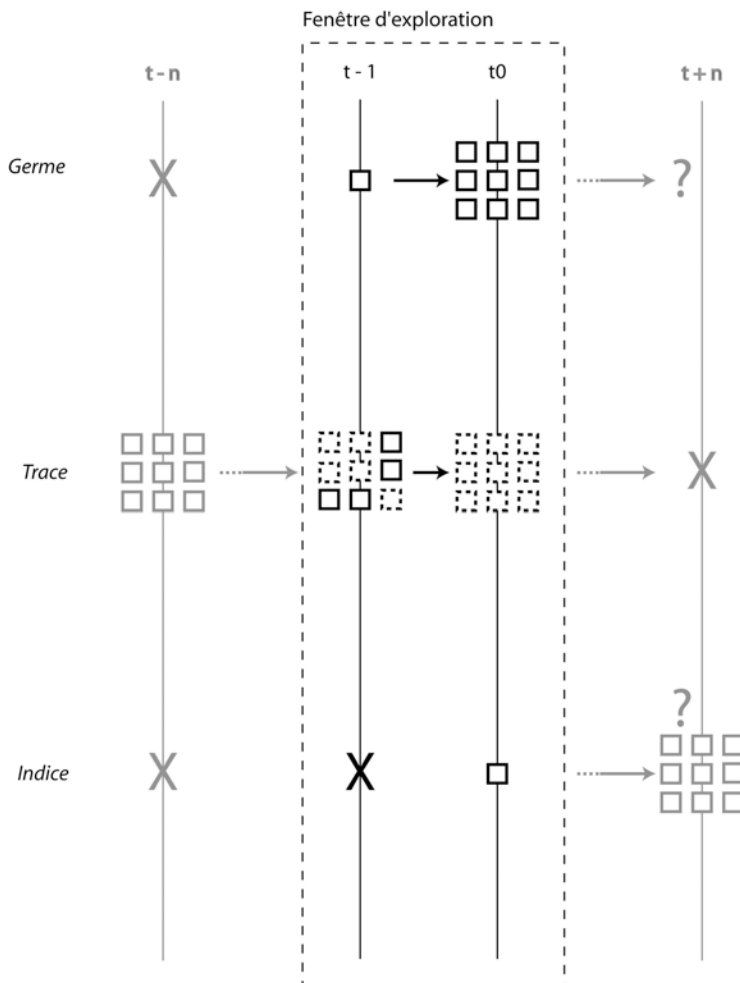 Fenêtre d'exploration
t-n
t - 1
t0
t+n
Germe
X
?
Trace
X
?
Indice
X
X